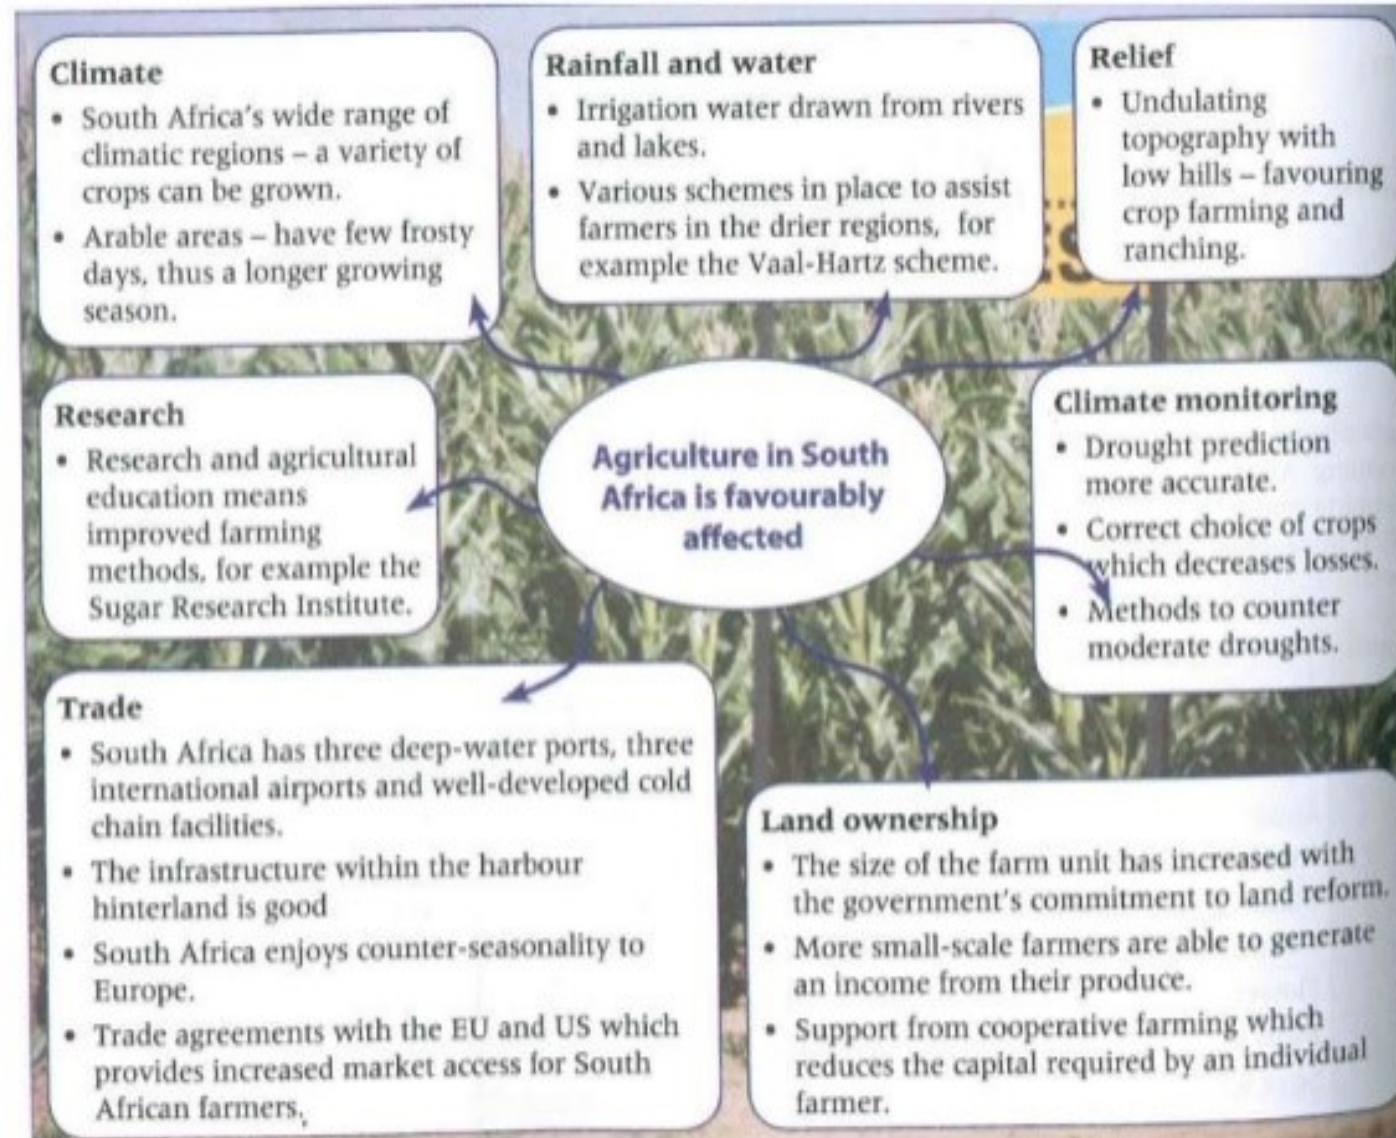 Climate
• South Africa's wide range of
climatic regions – a variety of
crops can be grown.
• Arable areas – have few frosty
days, thus a longer growing
season.
Rainfall and water
• Irrigation water drawn from rivers
and lakes.
• Various schemes in place to assist
farmers in the drier regions, for
example the Vaal-Hartz scheme.
Relief
• Undulating
topography with
low hills – favouring
crop farming and
ranching.
Research
• Research and agricultural
education means
improved farming
methods, for example the
Sugar Research Institute.
Agriculture in South
Africa is favourably
affected
Climate monitoring
• Drought prediction
more accurate.
• Correct choice of crops
which decreases losses.
• Methods to counter
moderate droughts.
Trade
• South Africa has three deep-water ports, three
international airports and well-developed cold
chain facilities.
• The infrastructure within the harbour
hinterland is good
• South Africa enjoys counter-seasonality to
Europe.
• Trade agreements with the EU and US which
provides increased market access for South
African farmers.
Land ownership
• The size of the farm unit has increased with
the government's commitment to land reform.
• More small-scale farmers are able to generate
an income from their produce.
• Support from cooperative farming which
reduces the capital required by an individual
farmer.